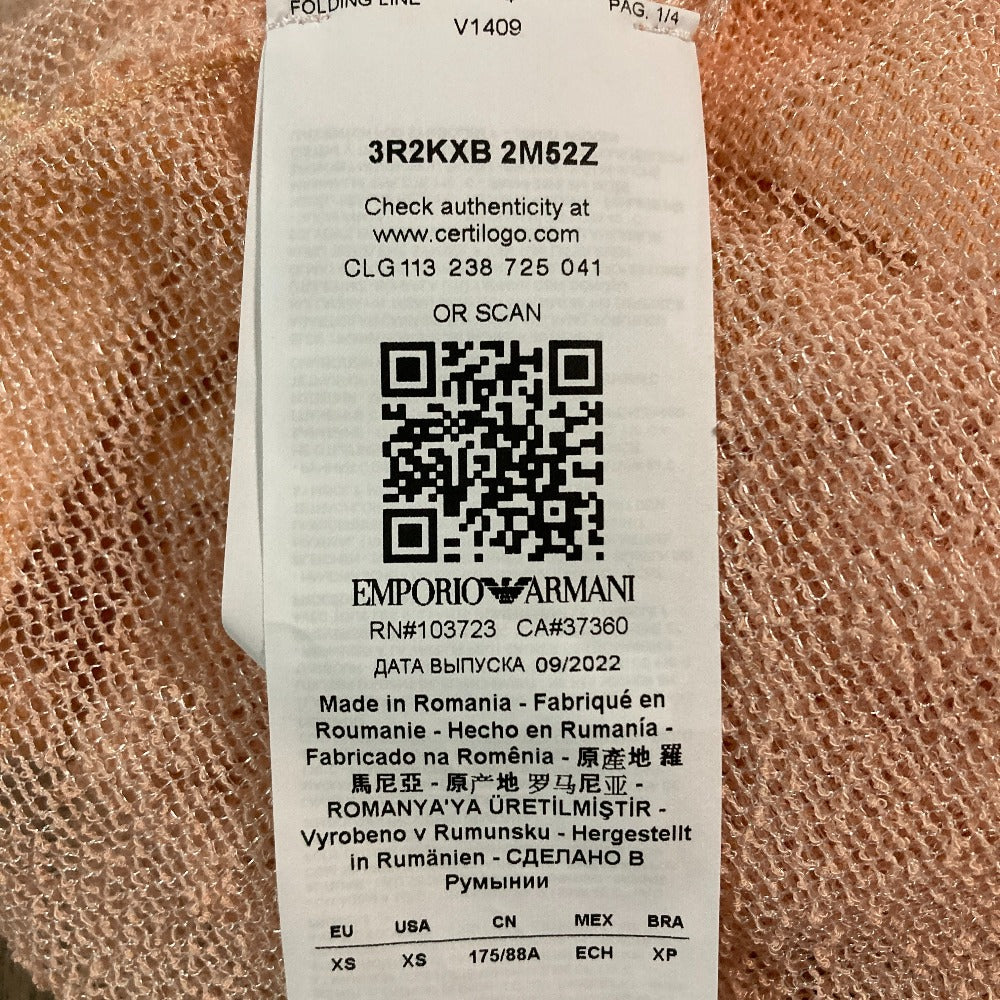 FOLDING LINE
PAG. 1/4
V1409
3R2KXB 2M52Z
Check authenticity at
www.certilogo.com
CLG 113 238 725 041
OR SCAN
EMPORIO ARMANI
RN#103723 CA#37360
ДАТА ВЫПУСКА 09/2022
Made in Romania - Fabriqué en
Roumanie - Hecho en Rumanía -
Fabricado na Romênia - 原產地 羅
馬尼亞 - 原产地 罗马尼亚 -
ROMANYA'YA ÜRETİLMİŞTİR -
Vyrobeno v Rumunsku - Hergestellt
in Rumänien - СДЕЛАНО В
Румынии
EU USA CN MEX BRA
XS XS 175/88A ECH XP